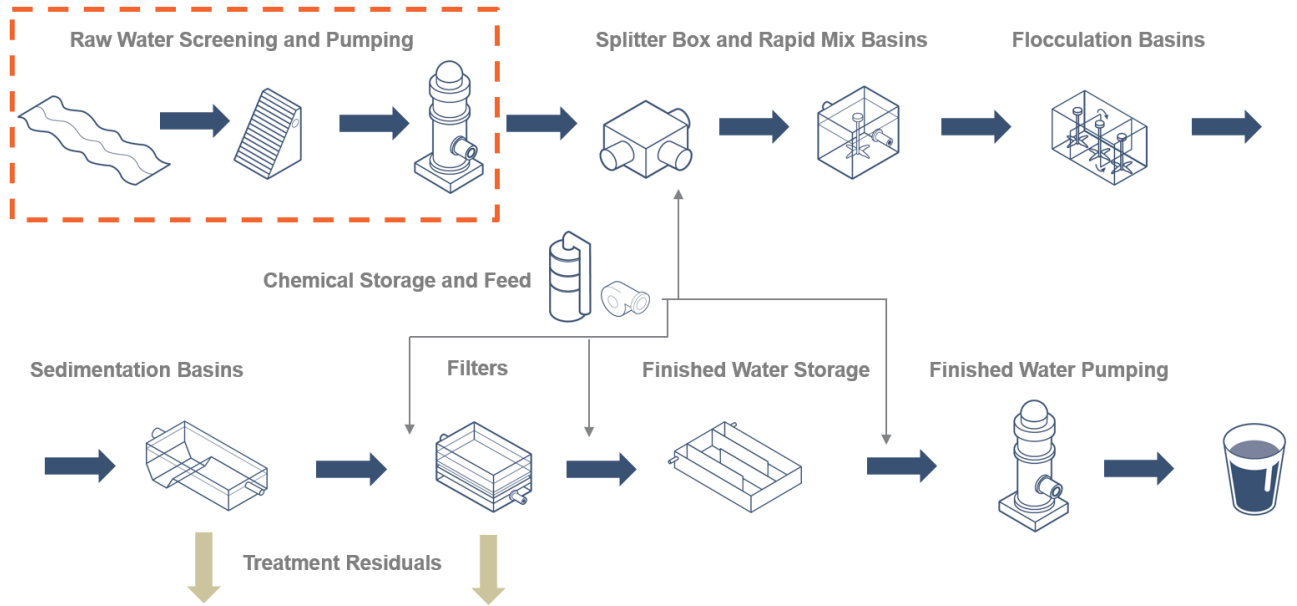 Raw Water Screening and Pumping
Splitter Box and Rapid Mix Basins
Flocculation Basins
Chemical Storage and Feed
Sedimentation Basins
Filters
Finished Water Storage
Finished Water Pumping
Treatment Residuals